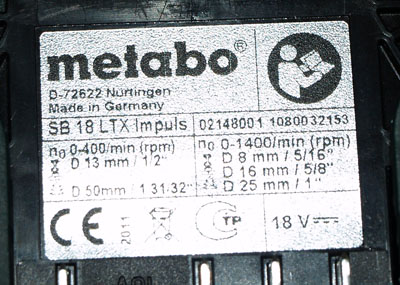 metabo®
D-72622 Nürtingen
Made in Germany
SB 18 LTX Impuls 02148001 1080032153
n0 0-400/min (rpm) n0 0-1400/min (rpm)
D 13 mm / 1/2" D 8 mm / 5/16"
D 16 mm / 5/8"
D 50mm / 1 31-32" D 25 mm / 1"
CE 2011 C TP 18 V